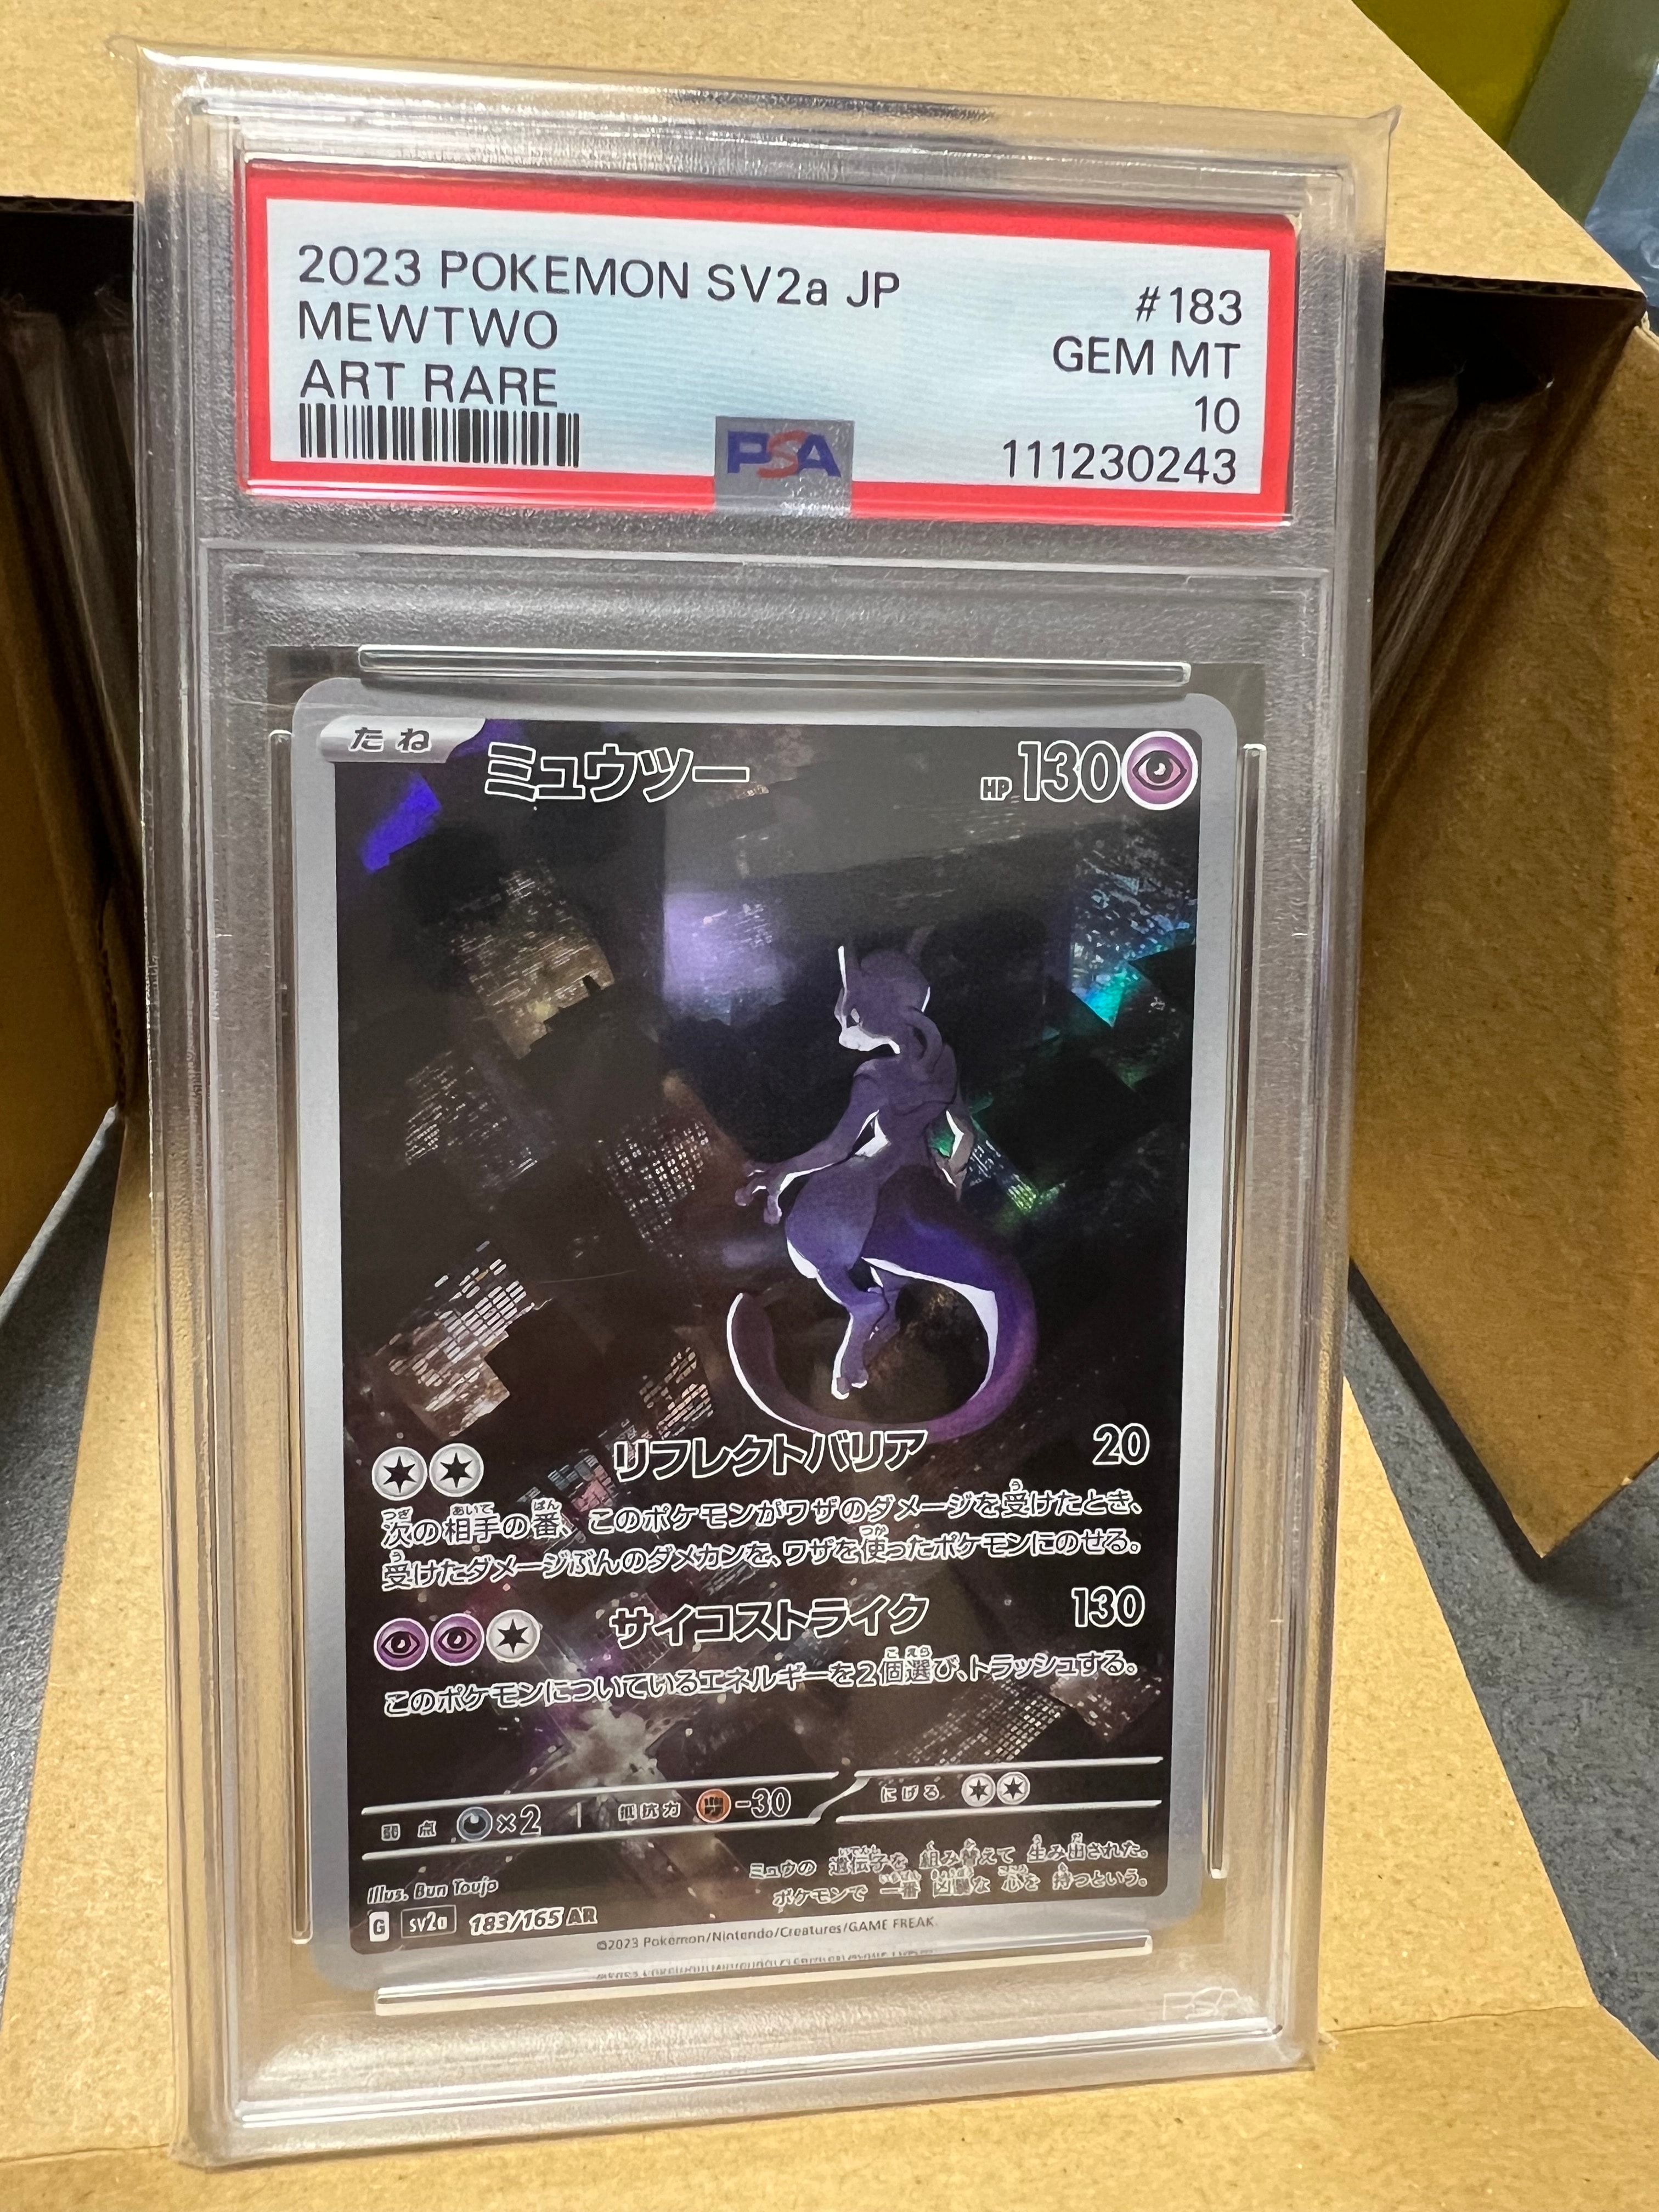 2023 POKEMON SV2a JP #183
MEWTWO GEM MT
ART RARE 10
PSA 111230243
たね ミュウツー HP130
リフレクトバリア 20
次の相手の番、このポケモンがワザのダメージを受けたとき、
受けたダメージぶんのダメカンを、ワザを使ったポケモンにのせる。
サイコストライク 130
このポケモンについているエネルギーを2個選び、トラッシュする。
弱点 ×2 抵抗力 -30 にげる
ミュウの 遺伝子を 組み替えて 生み出された。
ポケモンで 一番 凶暴な 心を 持つという。
Illus. Bun Toujo
G sv2a 183/165 AR
©2023 Pokémon/Nintendo/Creatures/GAME FREAK.
PSA